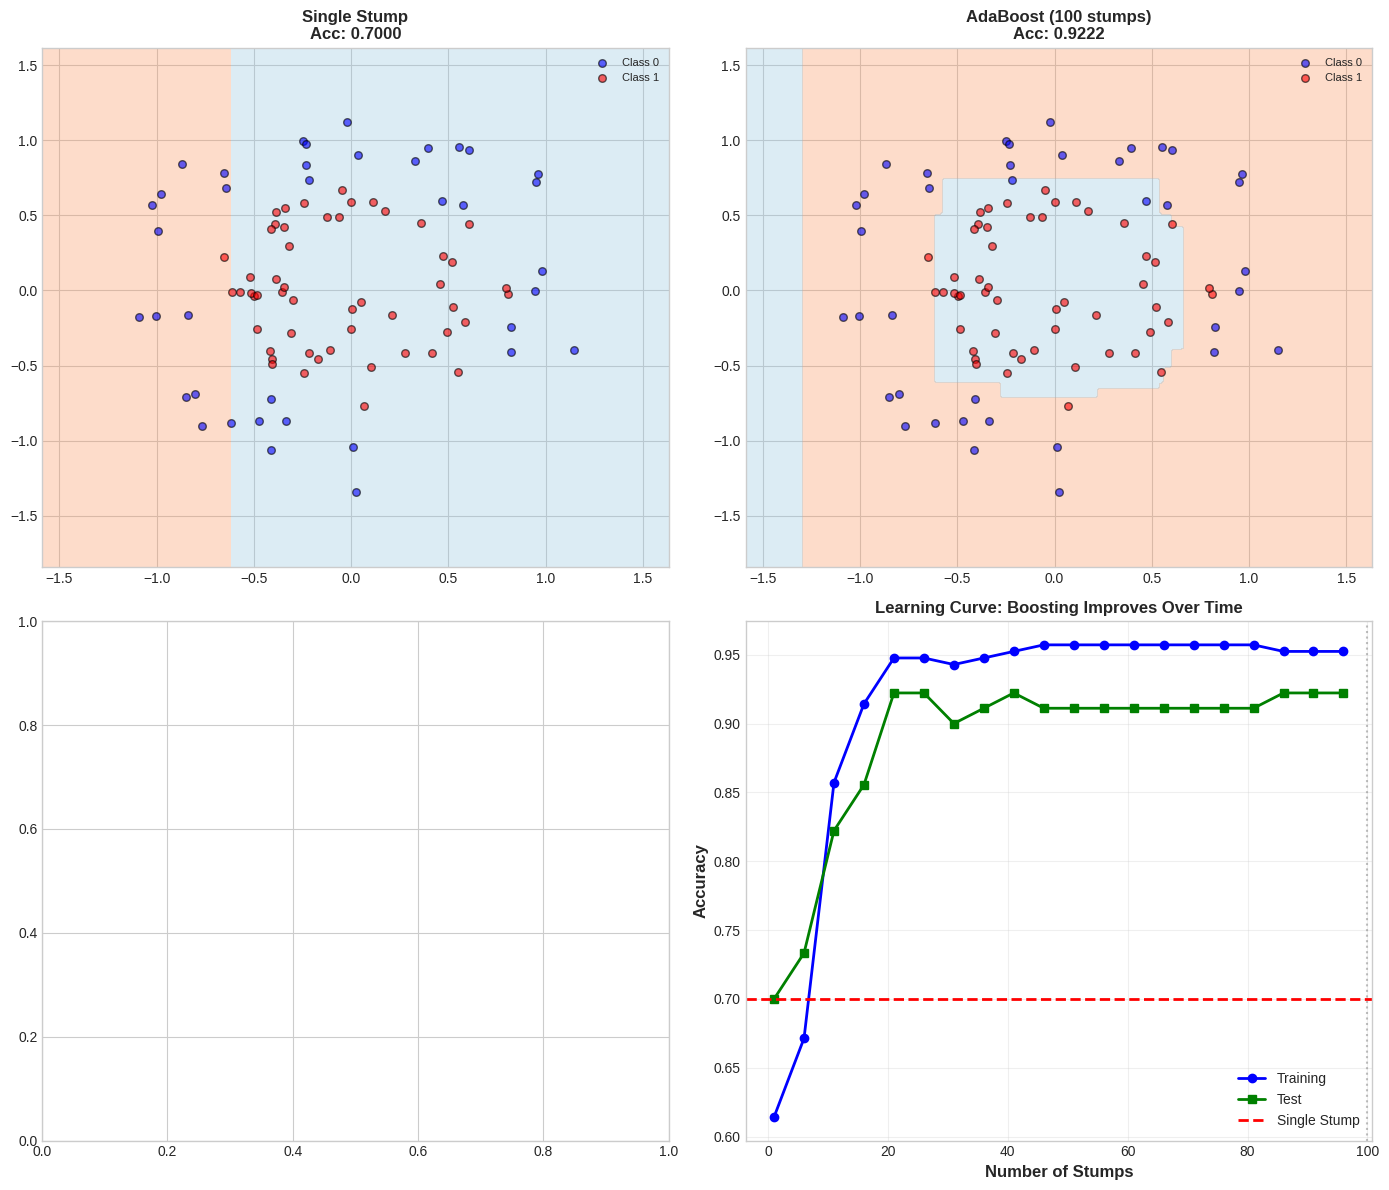 Single Stump
Acc: 0.7000
Class 0
Class 1
1.5
1.0
0.5
0.0
−0.5
−1.0
−1.5
−1.5 −1.0 −0.5 0.0 0.5 1.0 1.5
AdaBoost (100 stumps)
Acc: 0.9222
Class 0
Class 1
1.5
1.0
0.5
0.0
−0.5
−1.0
−1.5
−1.5 −1.0 −0.5 0.0 0.5 1.0 1.5
1.0
0.8
0.6
0.4
0.2
0.0
0.0 0.2 0.4 0.6 0.8 1.0
Learning Curve: Boosting Improves Over Time
Accuracy
0.95
0.90
0.85
0.80
0.75
0.70
0.65
0.60
Training
Test
Single Stump
0 20 40 60 80 100
Number of Stumps